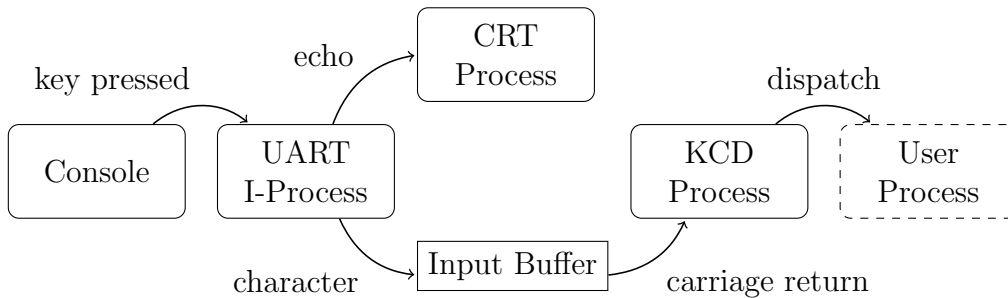 CRT
Process
echo
key pressed
dispatch
Console
UART
I-Process
KCD
Process
User
Process
Input Buffer
character
carriage return